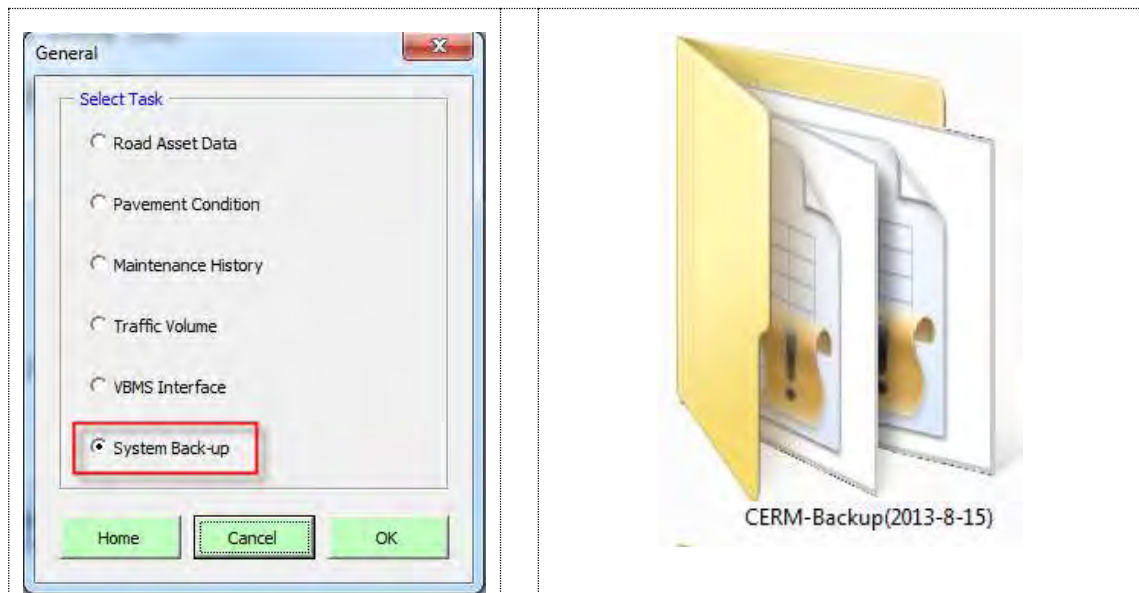 General
Select Task
Road Asset Data
Pavement Condition
Maintenance History
Traffic Volume
VBMS Interface
System Back-up
Home Cancel OK
CERM-Backup(2013-8-15)